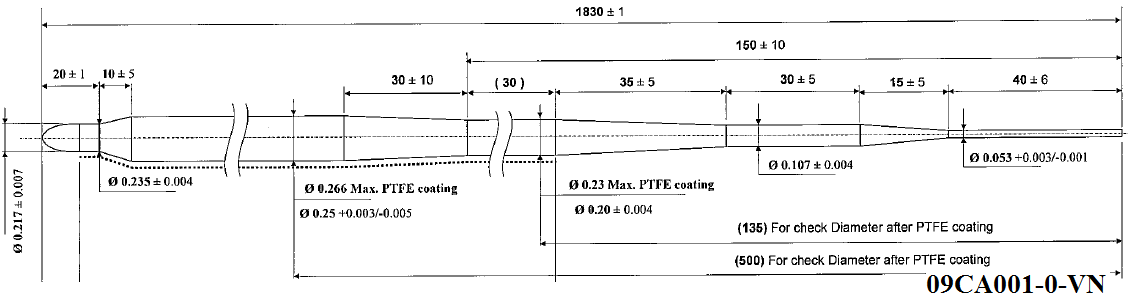 1830 ± 1
150 ± 10
20 ± 1
10 ± 5
30 ± 10
( 30 )
35 ± 5
30 ± 5
15 ± 5
40 ± 6
Ø 0.217 ± 0.007
Ø 0.235 ± 0.004
Ø 0.266 Max. PTFE coating
Ø 0.25 +0.003/-0.005
Ø 0.23 Max. PTFE coating
Ø 0.20 ± 0.004
Ø 0.107 ± 0.004
Ø 0.053 +0.003/-0.001
(135) For check Diameter after PTFE coating
(500) For check Diameter after PTFE coating
09CA001-0-VN